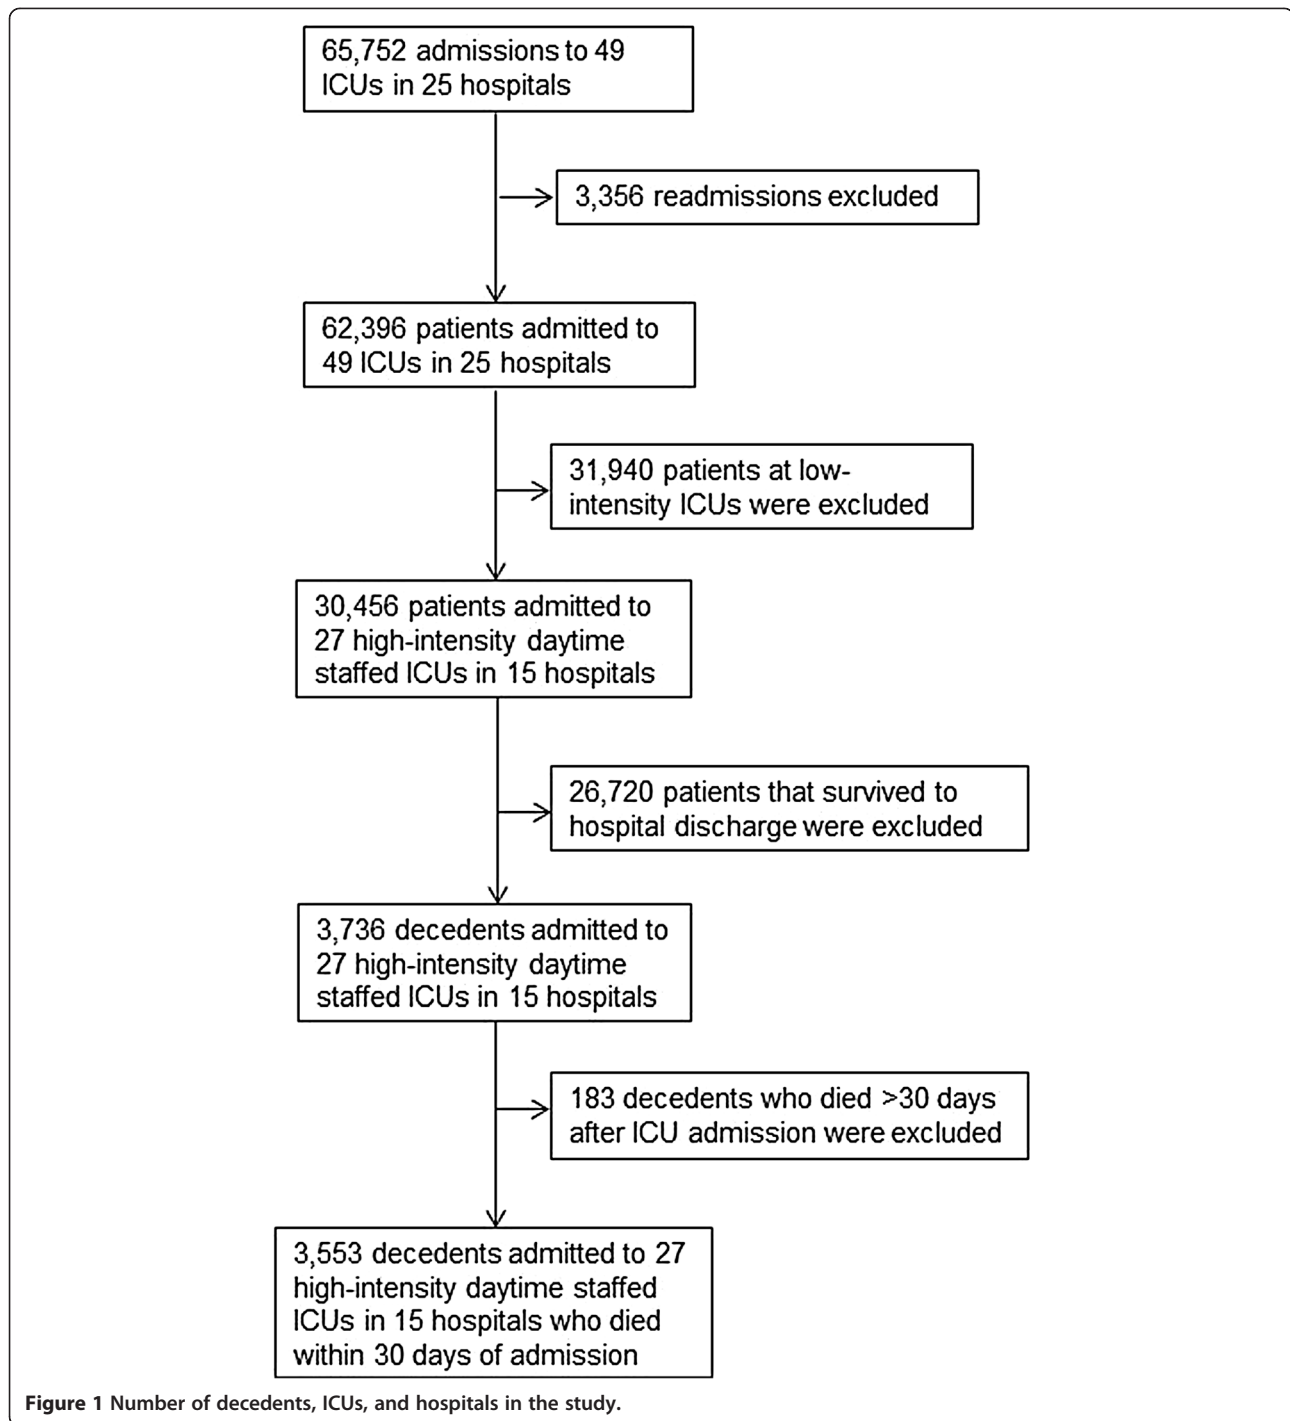 65,752 admissions to 49
ICUs in 25 hospitals
3,356 readmissions excluded
62,396 patients admitted to
49 ICUs in 25 hospitals
31,940 patients at low-
intensity ICUs were excluded
30,456 patients admitted to
27 high-intensity daytime
staffed ICUs in 15 hospitals
26,720 patients that survived to
hospital discharge were excluded
3,736 decedents admitted to
27 high-intensity daytime
staffed ICUs in 15 hospitals
183 decedents who died >30 days
after ICU admission were excluded
3,553 decedents admitted to 27
high-intensity daytime staffed
ICUs in 15 hospitals who died
within 30 days of admission
Figure 1 Number of decedents, ICUs, and hospitals in the study.